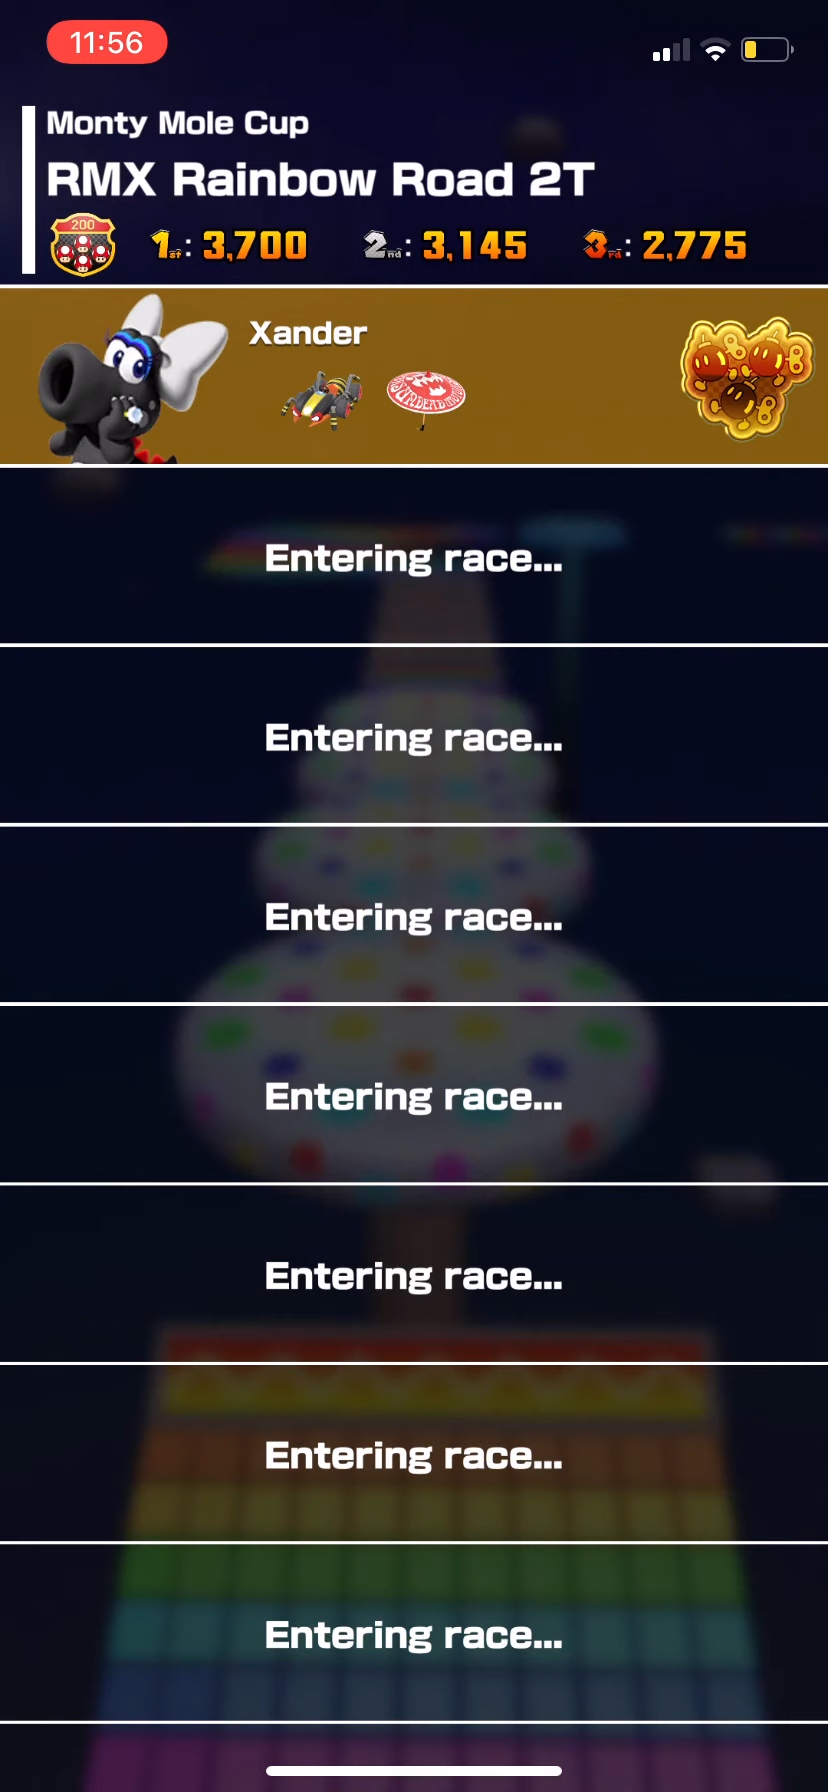 11:56
Monty Mole Cup
RMX Rainbow Road 2T
200 1st: 3,700 2nd: 3,145 3rd: 2,775
Xander
Entering race...
Entering race...
Entering race...
Entering race...
Entering race...
Entering race...
Entering race...